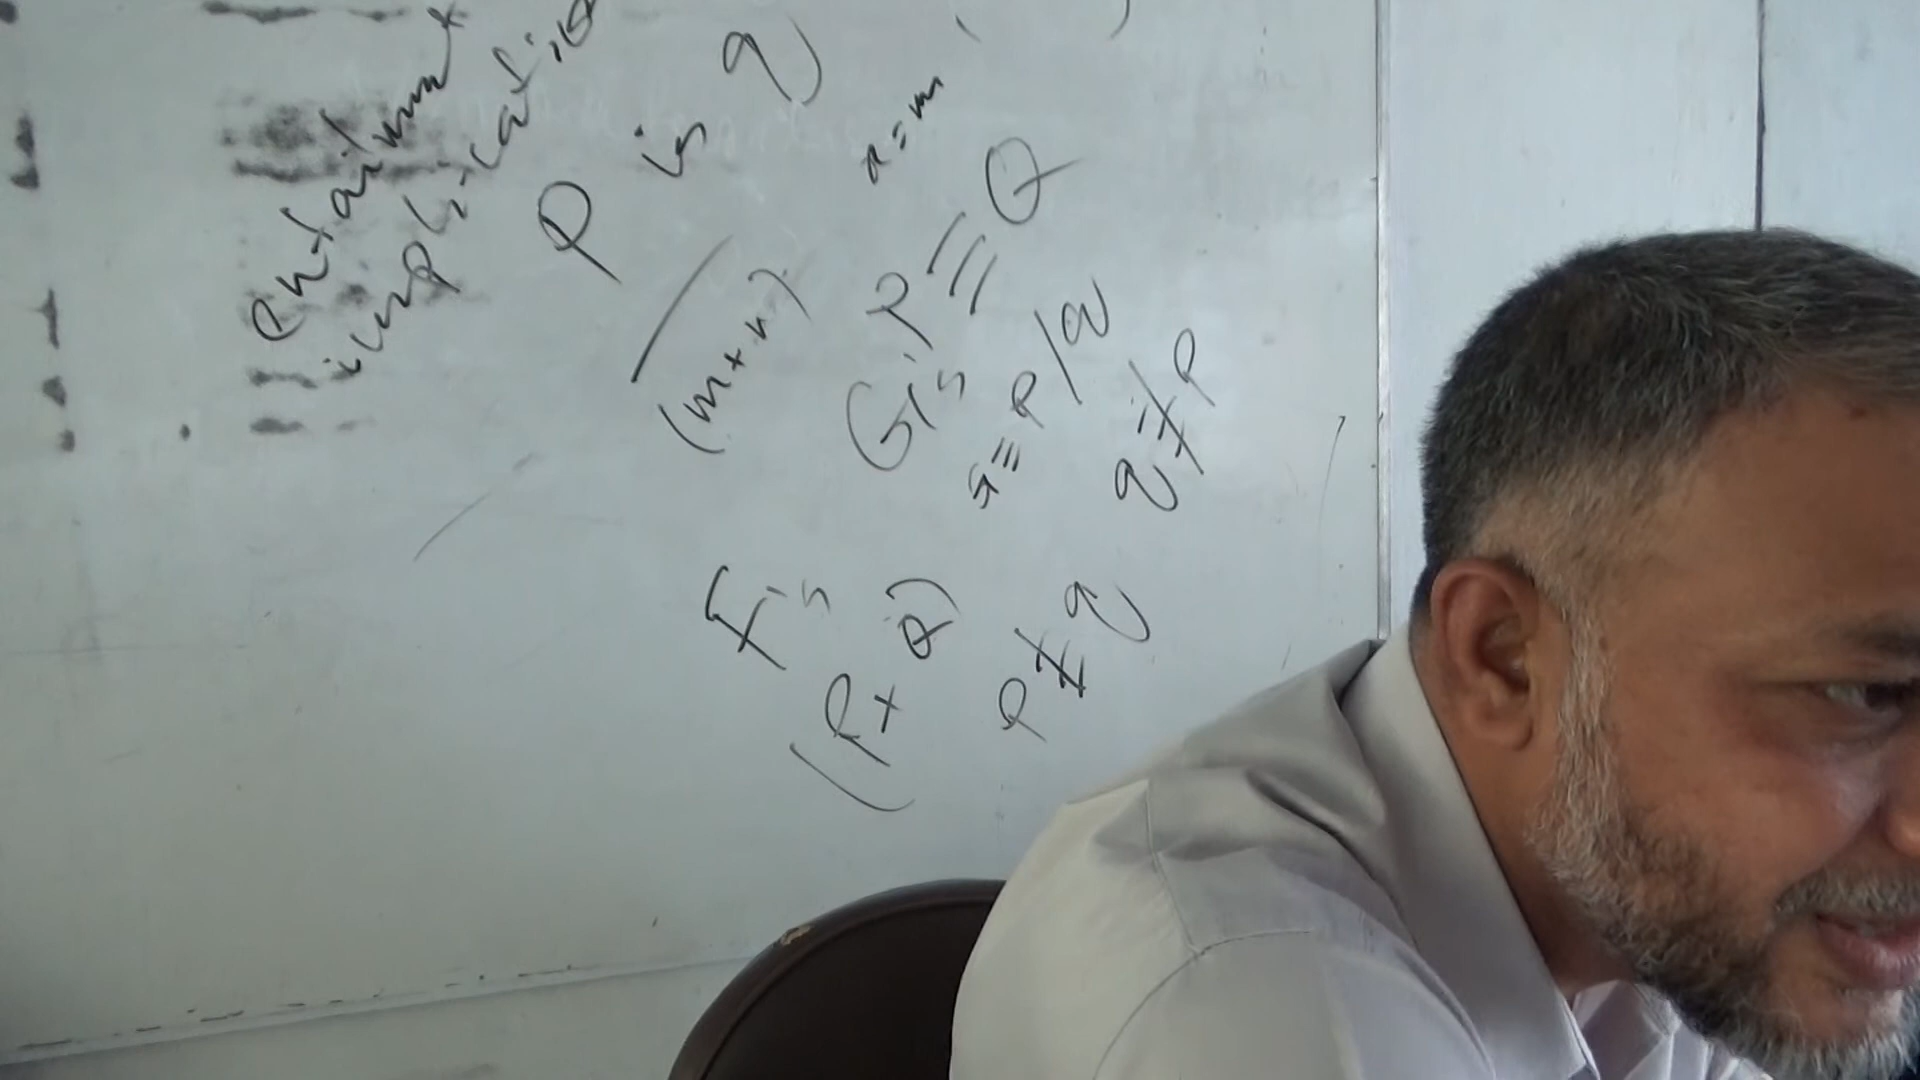 entailment
implication
P is q
n = m
P ≡ Q
(m + n)
G is
≡ P / q
q ≠ P
F is
(P x Q)
P ≠ q